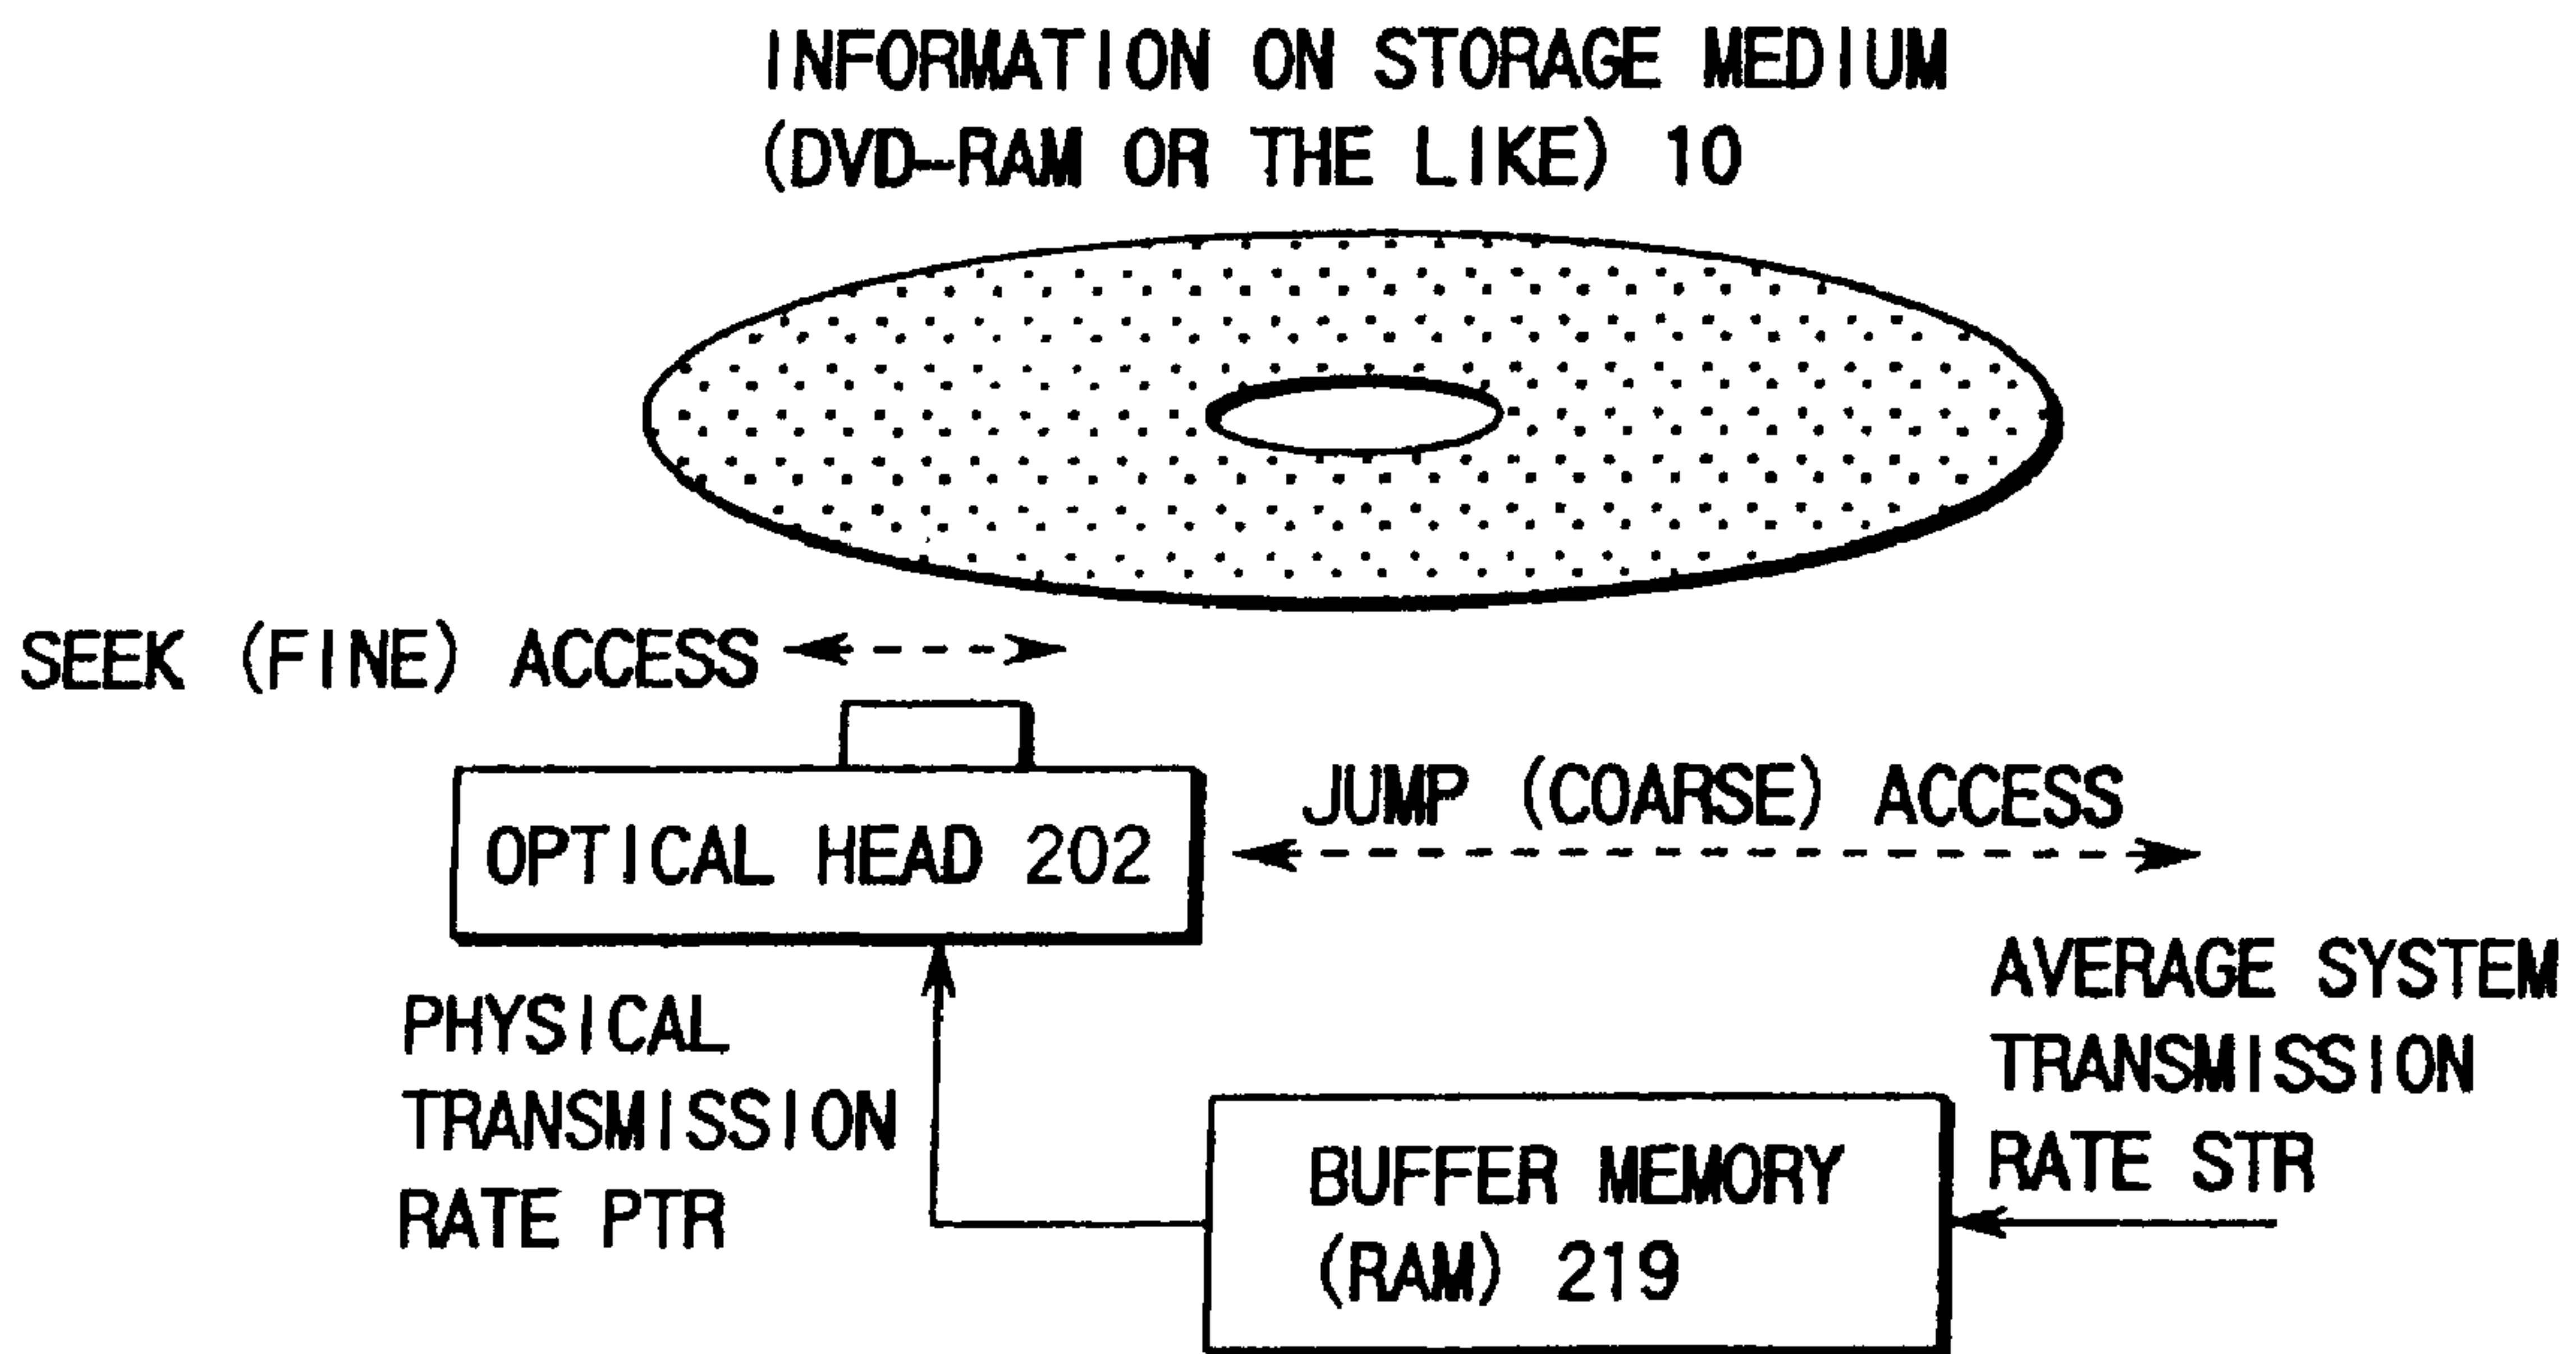 INFORMATION ON STORAGE MEDIUM
(DVD-RAM OR THE LIKE) 10
SEEK (FINE) ACCESS
JUMP (COARSE) ACCESS
OPTICAL HEAD 202
PHYSICAL
TRANSMISSION
RATE PTR
AVERAGE SYSTEM
TRANSMISSION
RATE STR
BUFFER MEMORY
(RAM) 219